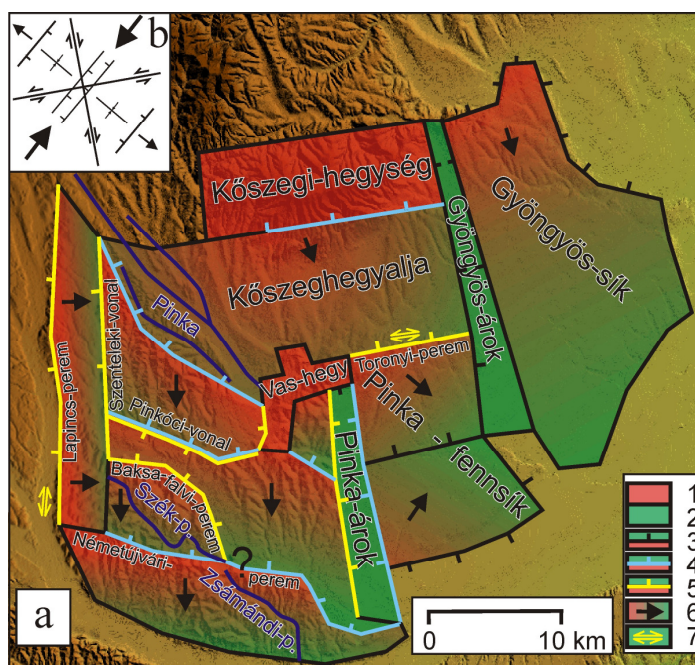 b
Kőszegi-hegység
Gyöngyös-sík
Gyöngyös-árok
Kőszeghegyalja
Pinka
Szenteleki-vonal
Lapincs-perem
Vas-hegy
Toronyi-perem
Pinka - fennsík
Pinkóci-vonal
Pinka-árok
Baksa-falvi-perem
Szék-p.
Németújvári-
?
perem
Zsámándi-p.
a
0
10 km
1
2
3
4
5
6
7